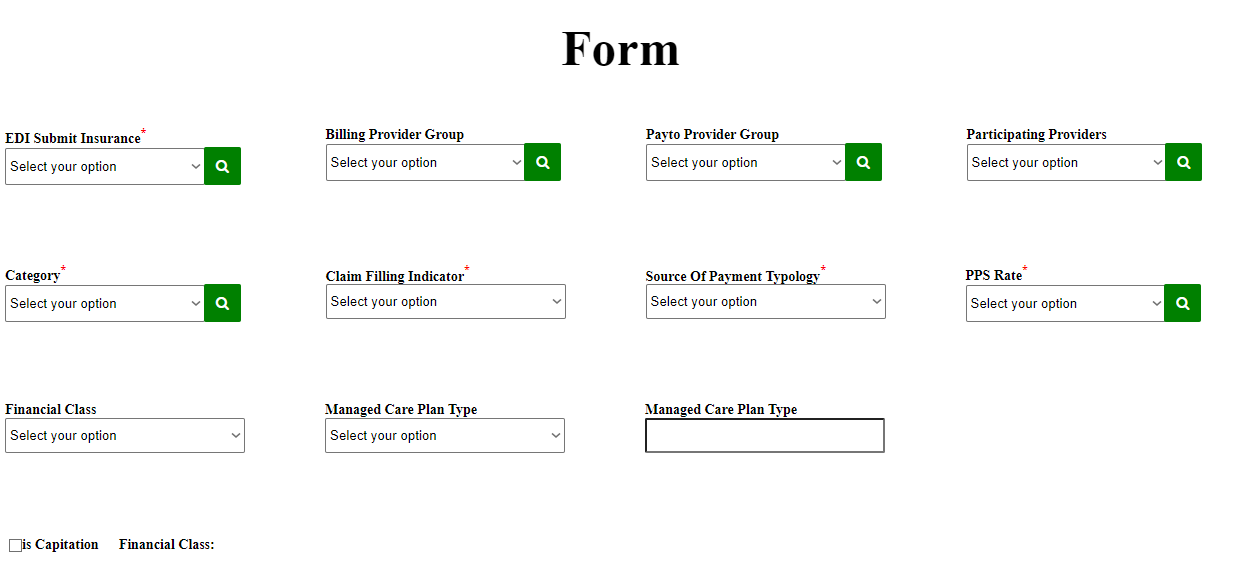 Form
EDI Submit Insurance*
Billing Provider Group
Payto Provider Group
Participating Providers
Select your option
Select your option
Select your option
Select your option
Category*
Claim Filling Indicator*
Source Of Payment Typology*
PPS Rate*
Select your option
Select your option
Select your option
Select your option
Financial Class
Managed Care Plan Type
Managed Care Plan Type
Select your option
Select your option
is Capitation
Financial Class: